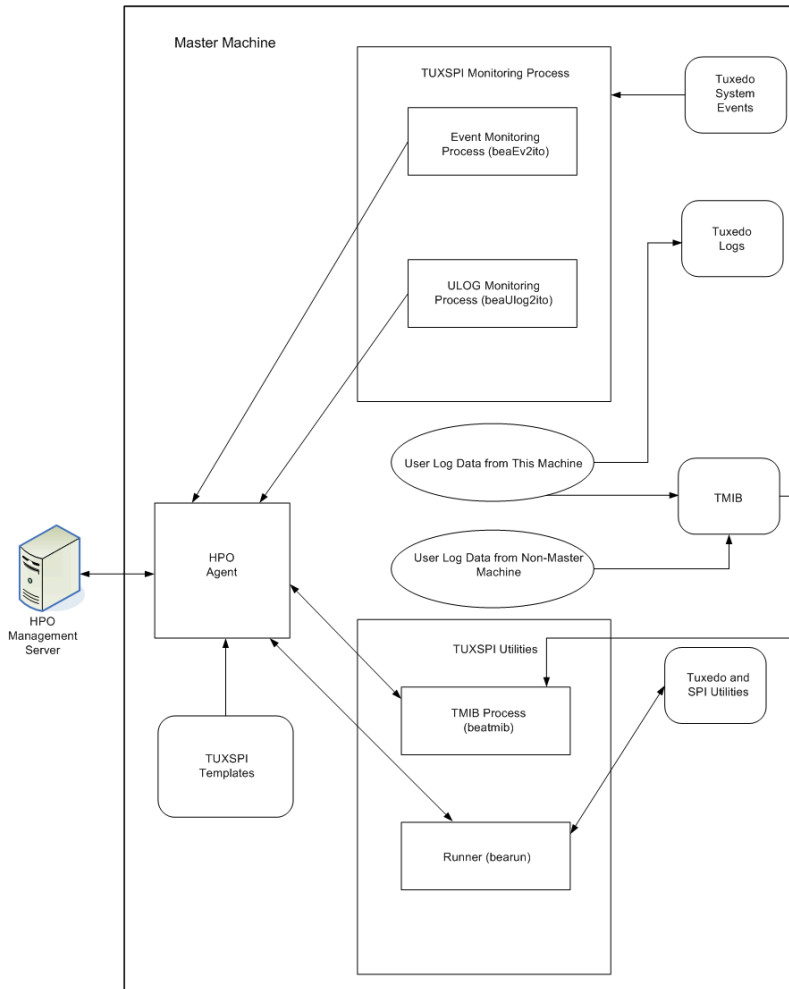 Master Machine
TUXSPI Monitoring Process
Tuxedo
System
Events
Event Monitoring
Process (beaEv2ito)
Tuxedo
Logs
ULOG Monitoring
Process (beaUlog2ito)
User Log Data from This Machine
TMIB
HPO
Agent
User Log Data from Non-Master
Machine
HPO
Management
Server
TUXSPI Utilities
Tuxedo and
SPI Utilities
TMIB Process
(beatmib)
TUXSPI
Templates
Runner (bearun)